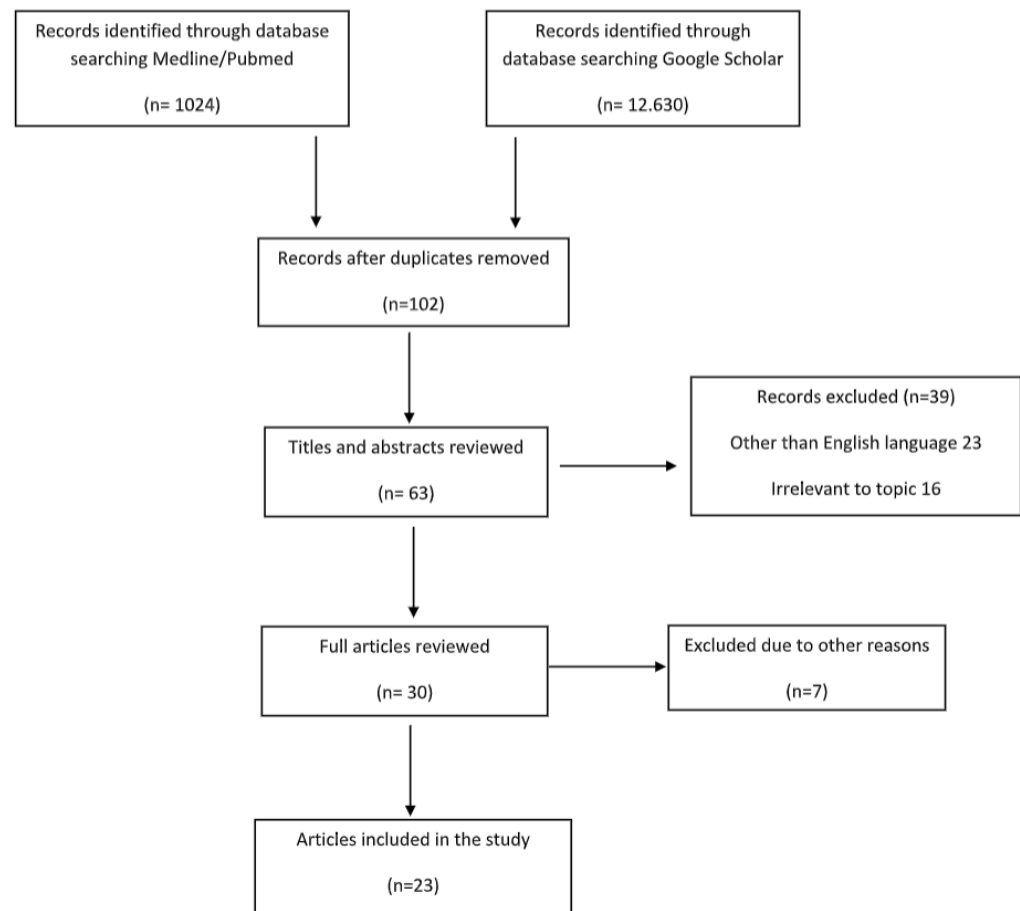 Records identified through database
searching Medline/Pubmed
(n= 1024)
Records identified through
database searching Google Scholar
(n= 12.630)
Records after duplicates removed
(n=102)
Titles and abstracts reviewed
(n= 63)
Records excluded (n=39)
Other than English language 23
Irrelevant to topic 16
Full articles reviewed
(n= 30)
Excluded due to other reasons
(n=7)
Articles included in the study
(n=23)